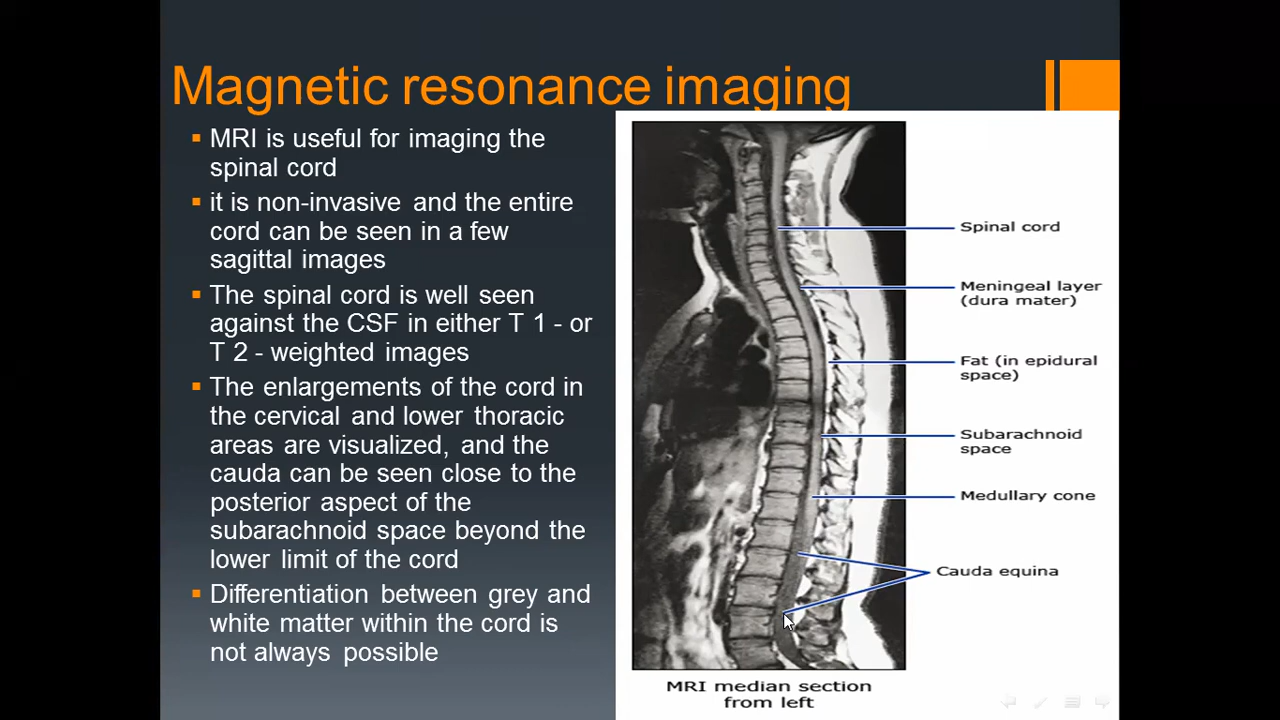 Magnetic resonance imaging
MRI is useful for imaging the
spinal cord
it is non-invasive and the entire
cord can be seen in a few
sagittal images
The spinal cord is well seen
against the CSF in either T 1 - or
T 2 - weighted images
The enlargements of the cord in
the cervical and lower thoracic
areas are visualized, and the
cauda can be seen close to the
posterior aspect of the
subarachnoid space beyond the
lower limit of the cord
Differentiation between grey and
white matter within the cord is
not always possible
Spinal cord
Meningeal layer
(dura mater)
Fat (in epidural
space)
Subarachnoid
space
Medullary cone
Cauda equina
MRI median section
from left